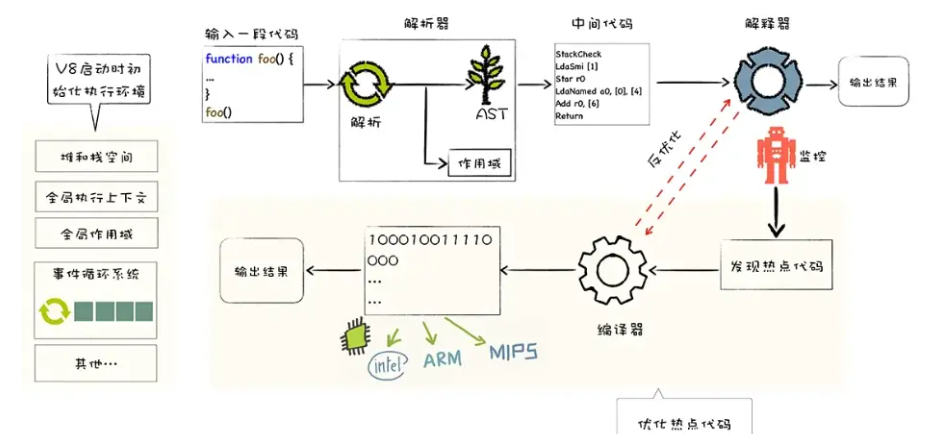 V8启动时初
始化执行环境
堆和栈空间
全局执行上下文
全局作用域
事件循环系统
其他…
输入一段代码
function foo() {
…
}
foo()
解析器
解析
AST
作用域
中间代码
StackCheck
LdaSmi [1]
Star r0
LdaNamed a0, [0], [4]
Add r0, [6]
Return
解释器
输出结果
反优化
监控
发现热点代码
编译器
100010011110
000
...
...
输出结果
intel
ARM
MIPS
优化热点代码